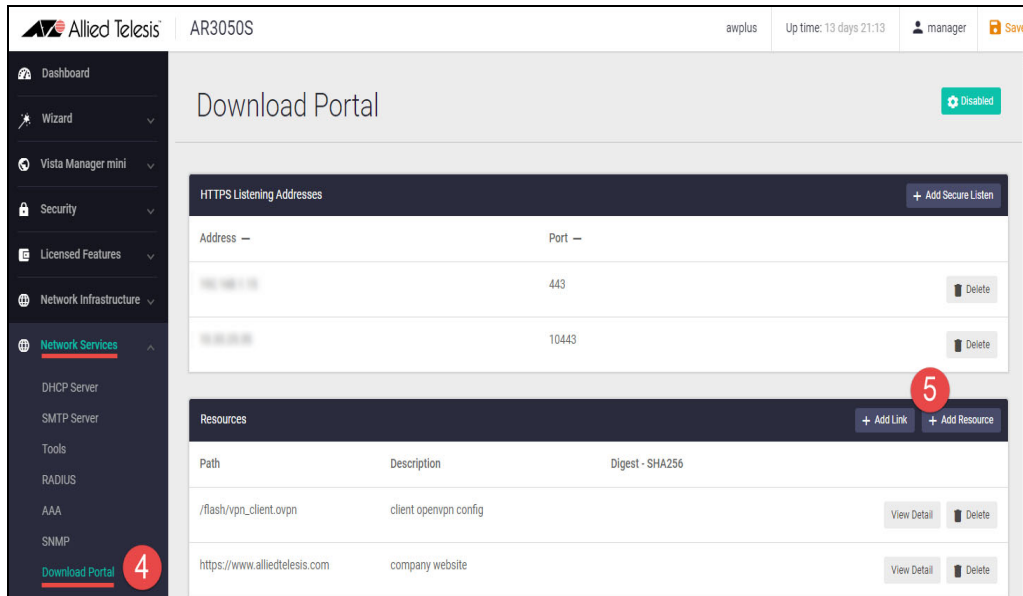 Allied Telesis AR3050S awplus Up time: 13 days 21:13 manager Save
Dashboard
Download Portal Disabled
Wizard
Vista Manager mini
HTTPS Listening Addresses + Add Secure Listen
Security
Address — Port —
Licensed Features
443 Delete
Network Infrastructure
Network Services 10443 Delete
DHCP Server 5
SMTP Server Resources + Add Link + Add Resource
Tools
Path Description Digest - SHA256
RADIUS
AAA /flash/vpn_client.ovpn client openvpn config View Detail Delete
SNMP
Download Portal 4 https://www.alliedtelesis.com company website View Detail Delete